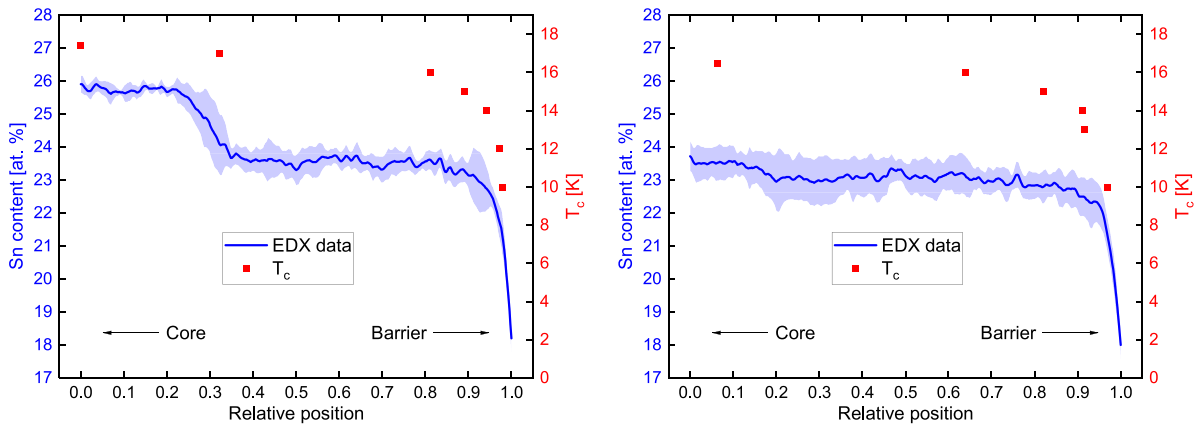 28
27
26
25
24
23
22
21
20
19
18
17
Sn content [at. %]
18
16
14
12
10
8
6
4
2
0
T_c [K]
EDX data
T_c
Core
Barrier
0.0 0.1 0.2 0.3 0.4 0.5 0.6 0.7 0.8 0.9 1.0
Relative position
28
27
26
25
24
23
22
21
20
19
18
17
Sn content [at. %]
18
16
14
12
10
8
6
4
2
0
T_c [K]
EDX data
T_c
Core
Barrier
0.0 0.1 0.2 0.3 0.4 0.5 0.6 0.7 0.8 0.9 1.0
Relative position